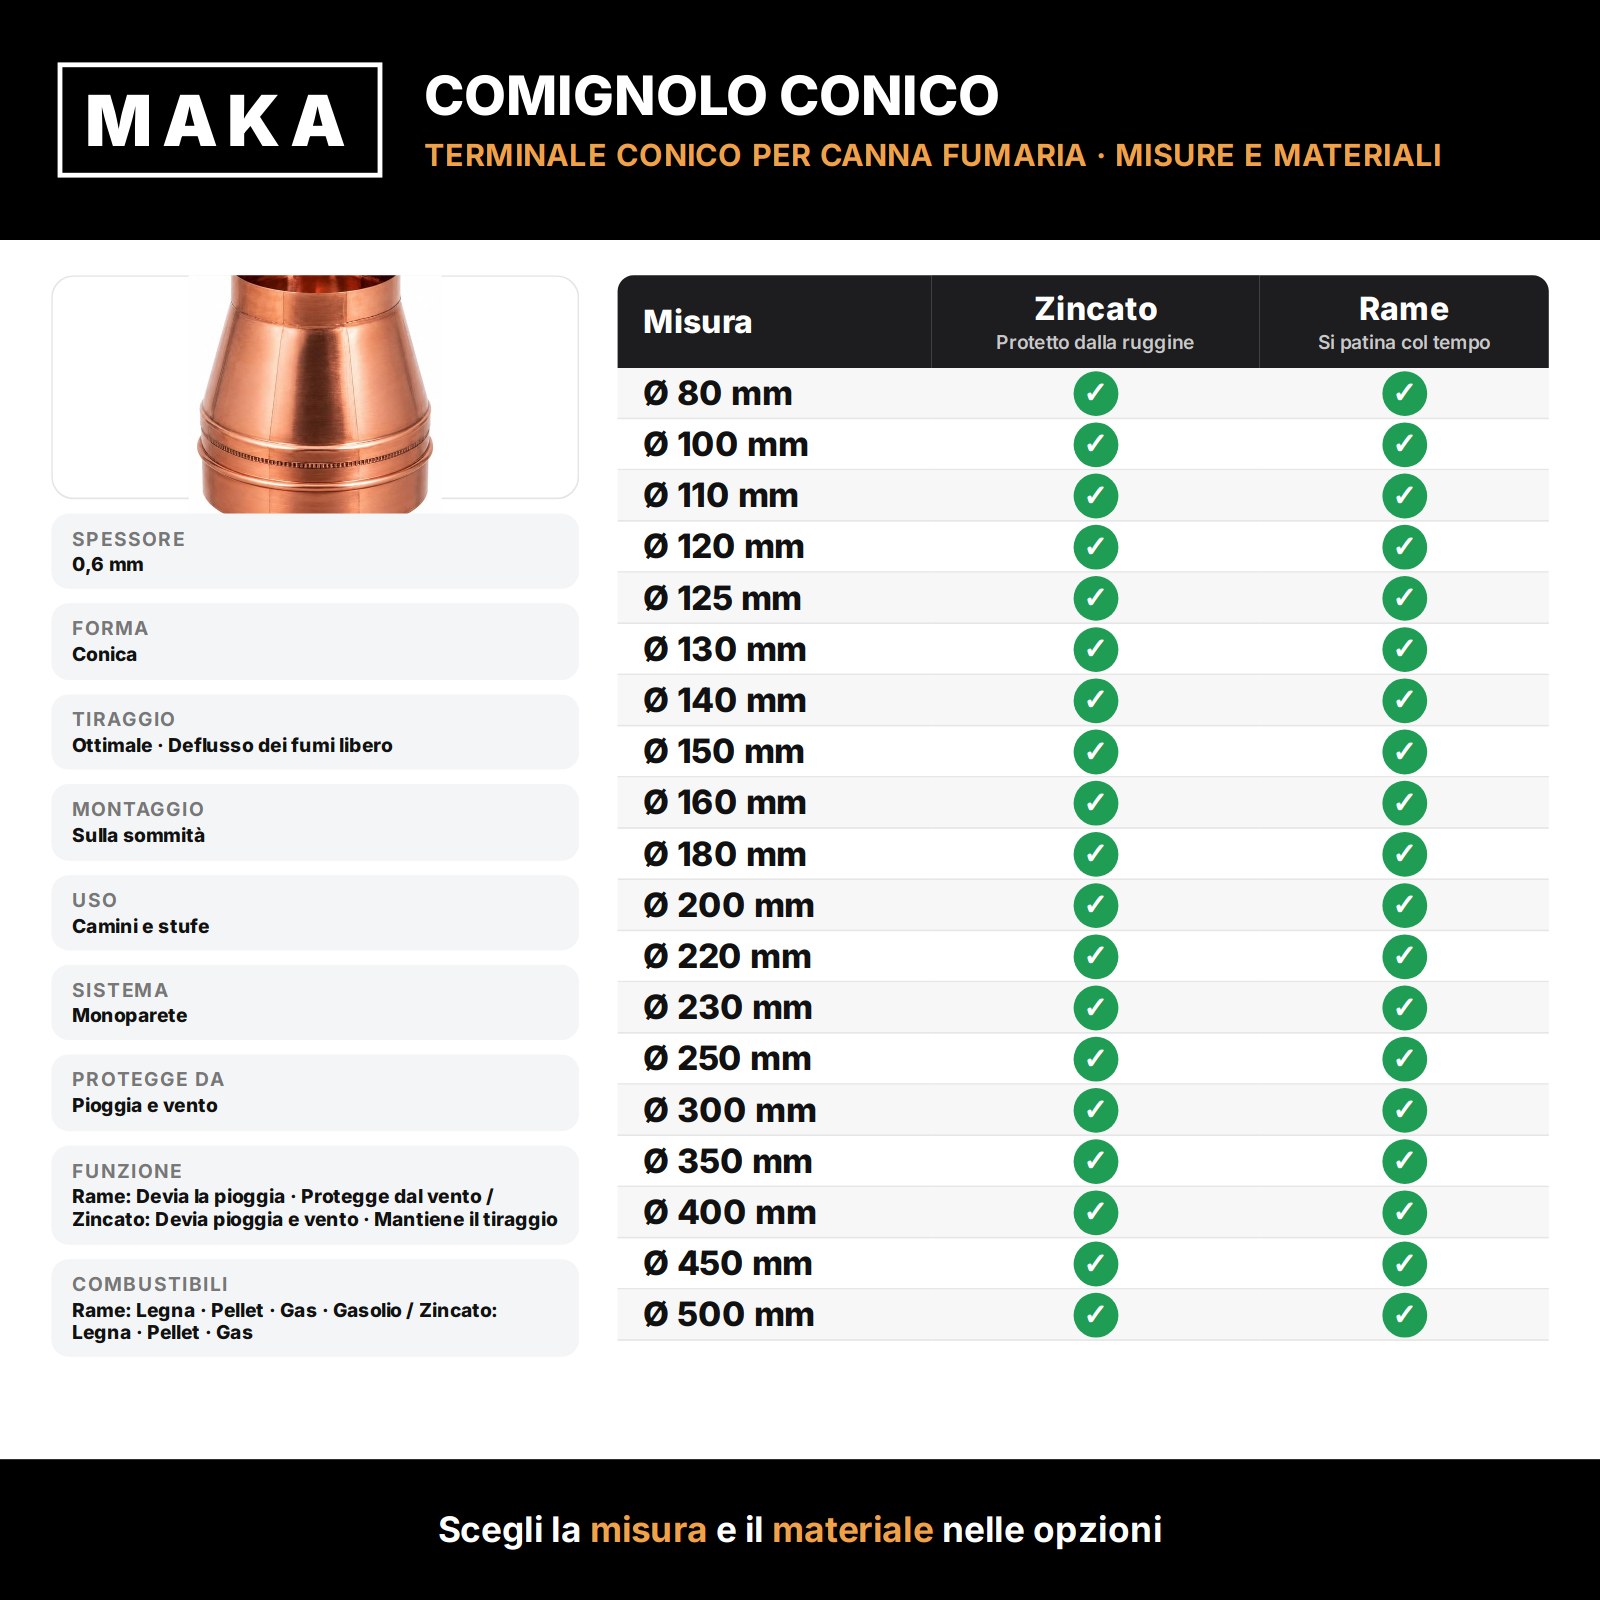 MAKA
COMIGNOLO CONICO
TERMINALE CONICO PER CANNA FUMARIA · MISURE E MATERIALI
SPESSORE
0,6 mm
FORMA
Conica
TIRAGGIO
Ottimale · Deflusso dei fumi libero
MONTAGGIO
Sulla sommità
USO
Camini e stufe
SISTEMA
Monoparete
PROTEGGE DA
Pioggia e vento
FUNZIONE
Rame: Devia la pioggia · Protegge dal vento /
Zincato: Devia pioggia e vento · Mantiene il tiraggio
COMBUSTIBILI
Rame: Legna · Pellet · Gas · Gasolio / Zincato:
Legna · Pellet · Gas
Misura Zincato Rame
Protetto dalla ruggine Si patina col tempo
Ø 80 mm ✓ ✓
Ø 100 mm ✓ ✓
Ø 110 mm ✓ ✓
Ø 120 mm ✓ ✓
Ø 125 mm ✓ ✓
Ø 130 mm ✓ ✓
Ø 140 mm ✓ ✓
Ø 150 mm ✓ ✓
Ø 160 mm ✓ ✓
Ø 180 mm ✓ ✓
Ø 200 mm ✓ ✓
Ø 220 mm ✓ ✓
Ø 230 mm ✓ ✓
Ø 250 mm ✓ ✓
Ø 300 mm ✓ ✓
Ø 350 mm ✓ ✓
Ø 400 mm ✓ ✓
Ø 450 mm ✓ ✓
Ø 500 mm ✓ ✓
Scegli la misura e il materiale nelle opzioni